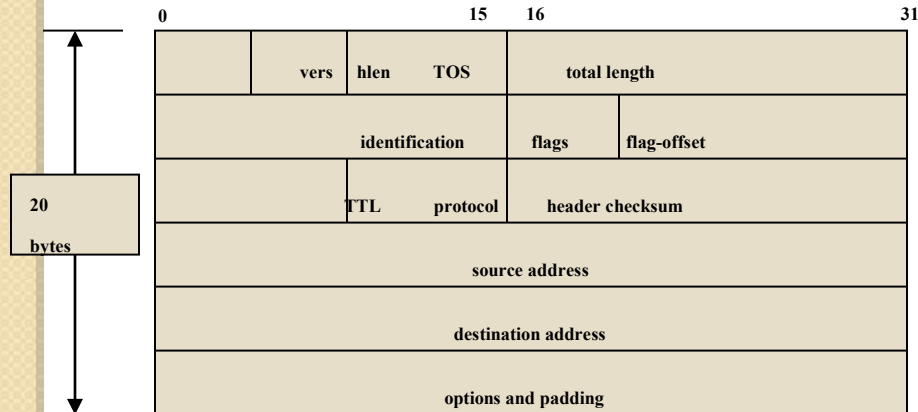 0 15 16 31
vers hlen TOS total length
identification flags flag-offset
TTL protocol header checksum
20
bytes
source address
destination address
options and padding